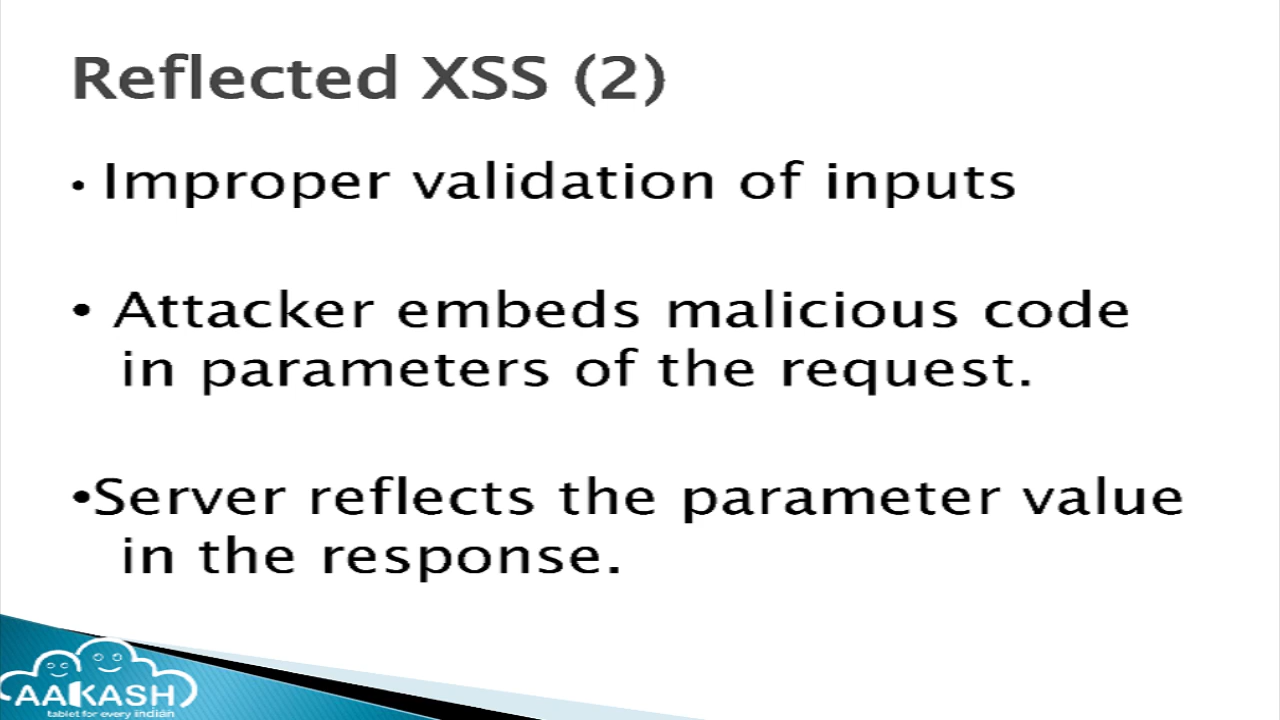 Reflected XSS (2)
• Improper validation of inputs
• Attacker embeds malicious code
in parameters of the request.
•Server reflects the parameter value
in the response.
AAKASH
tablet for every indian